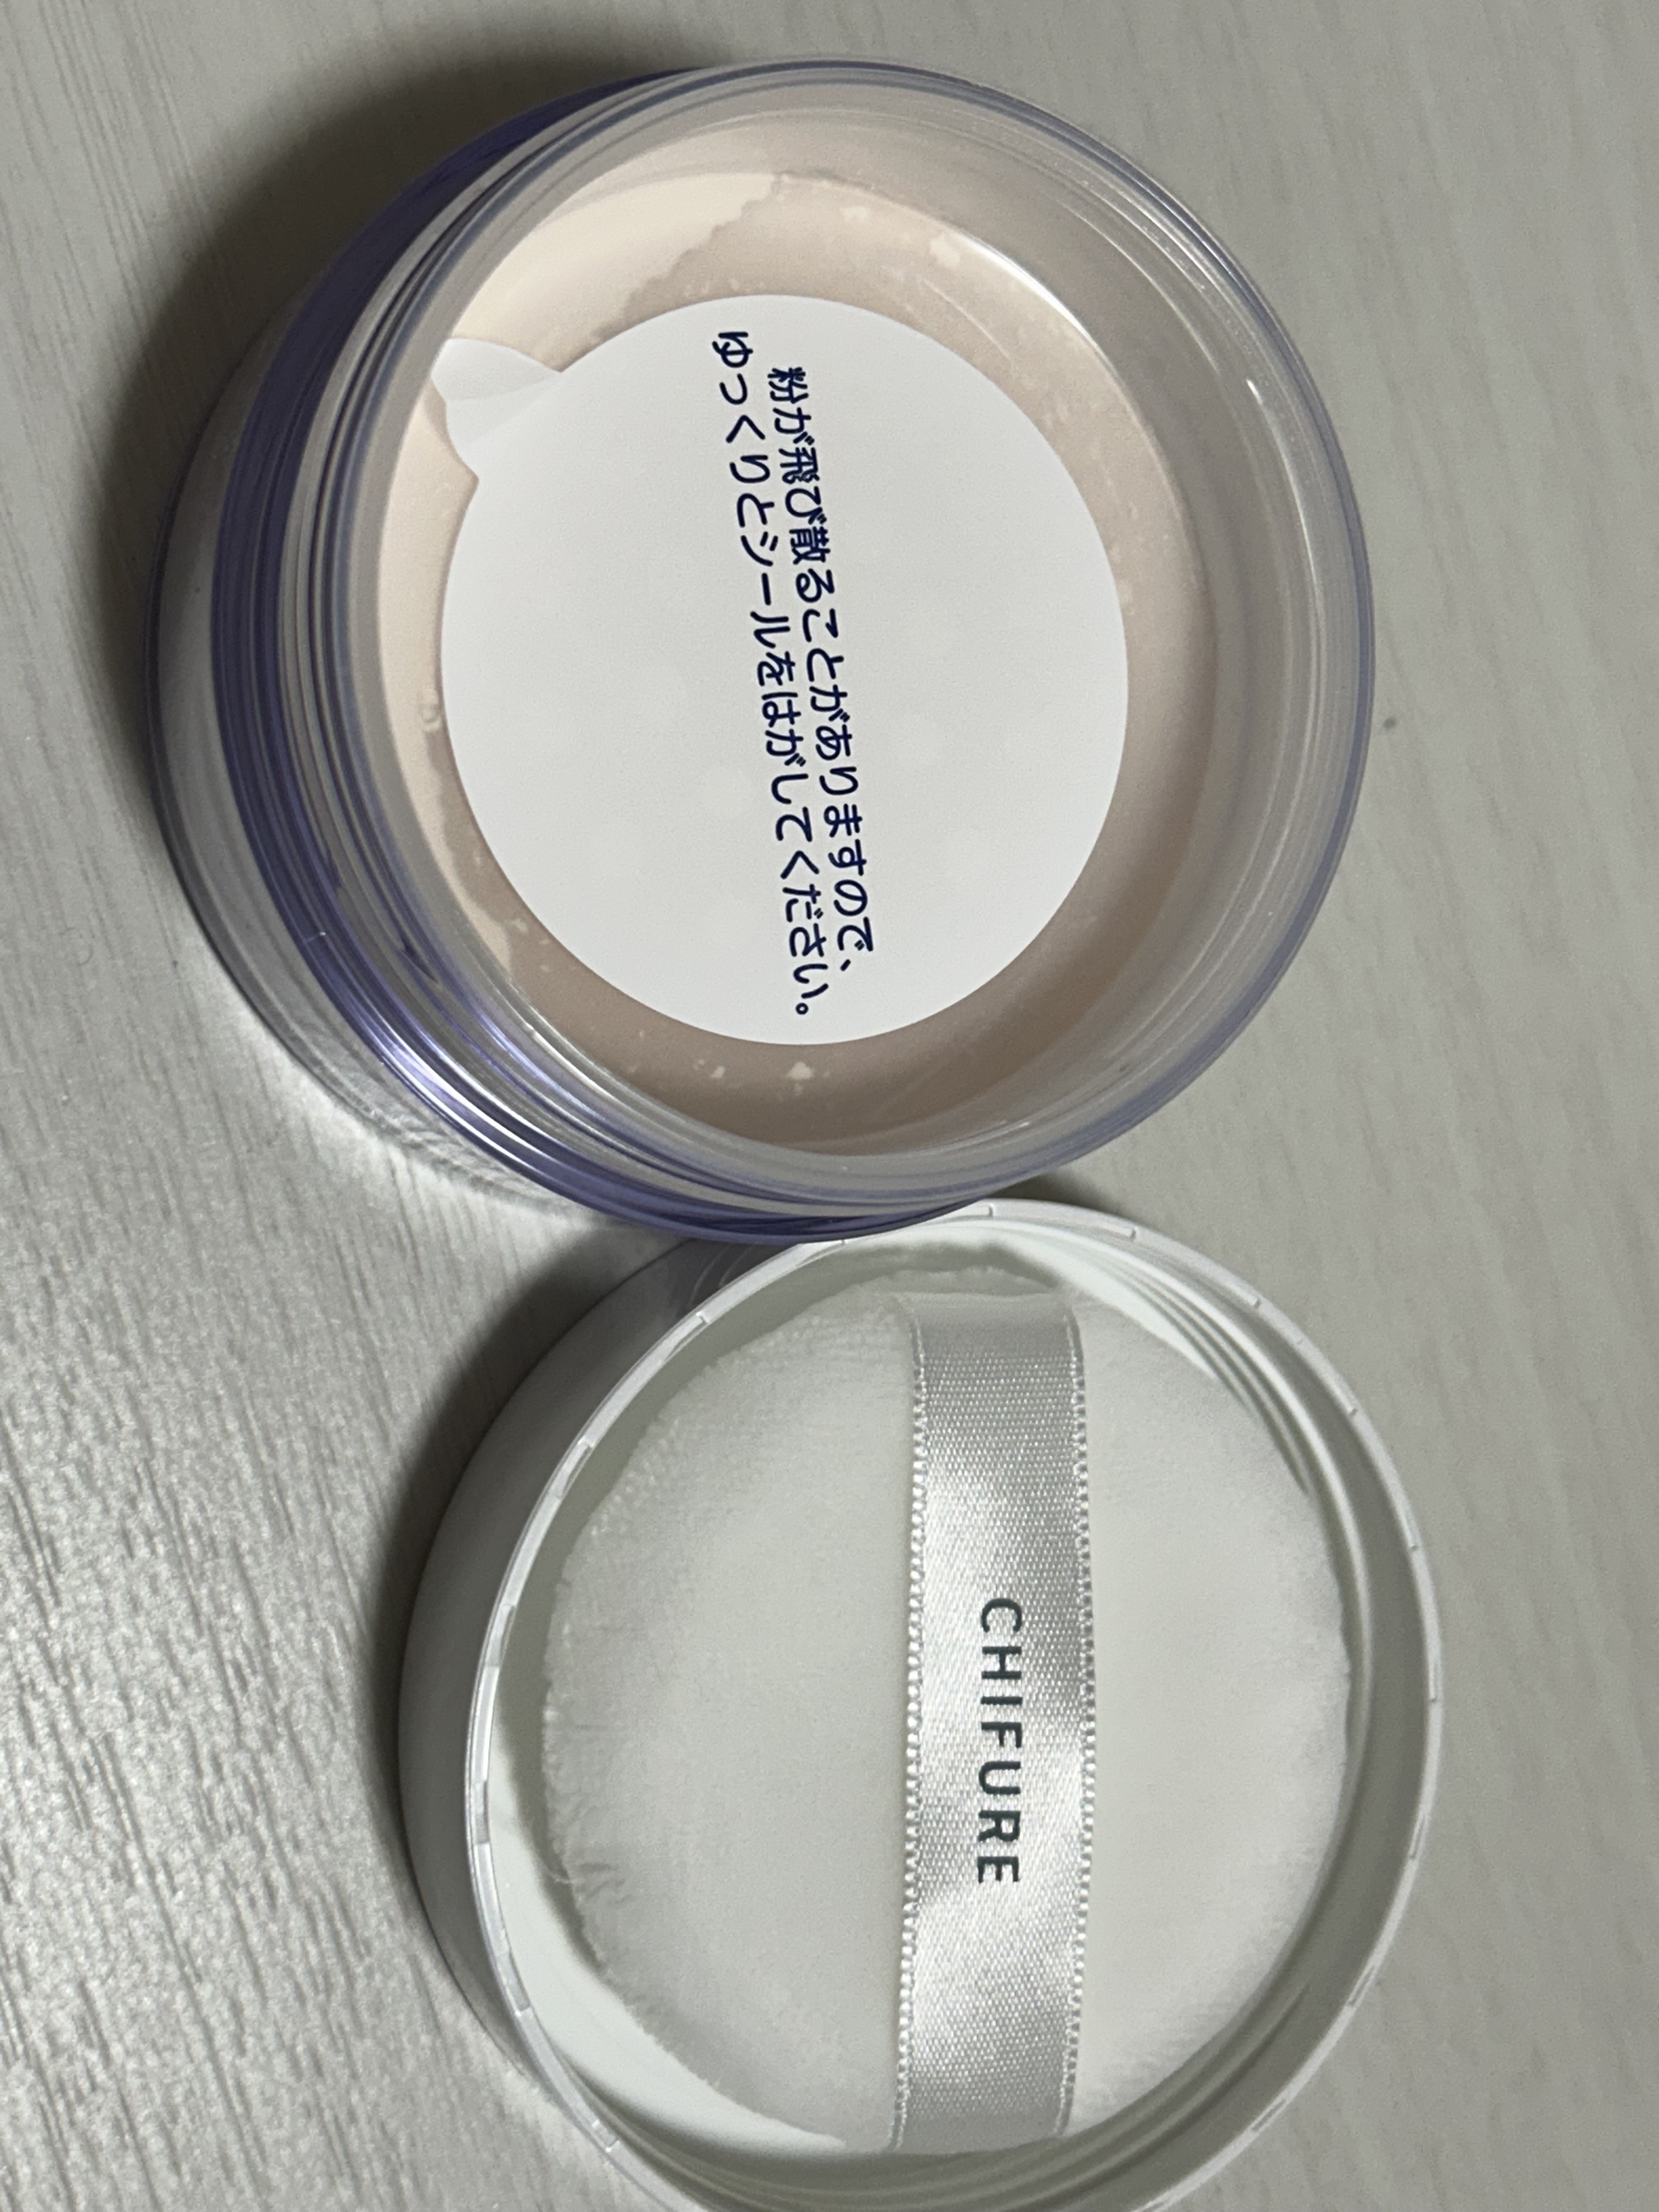 粉が飛び散ることがありますので、
ゆっくりとシールをはがしてください。
CHIFURE